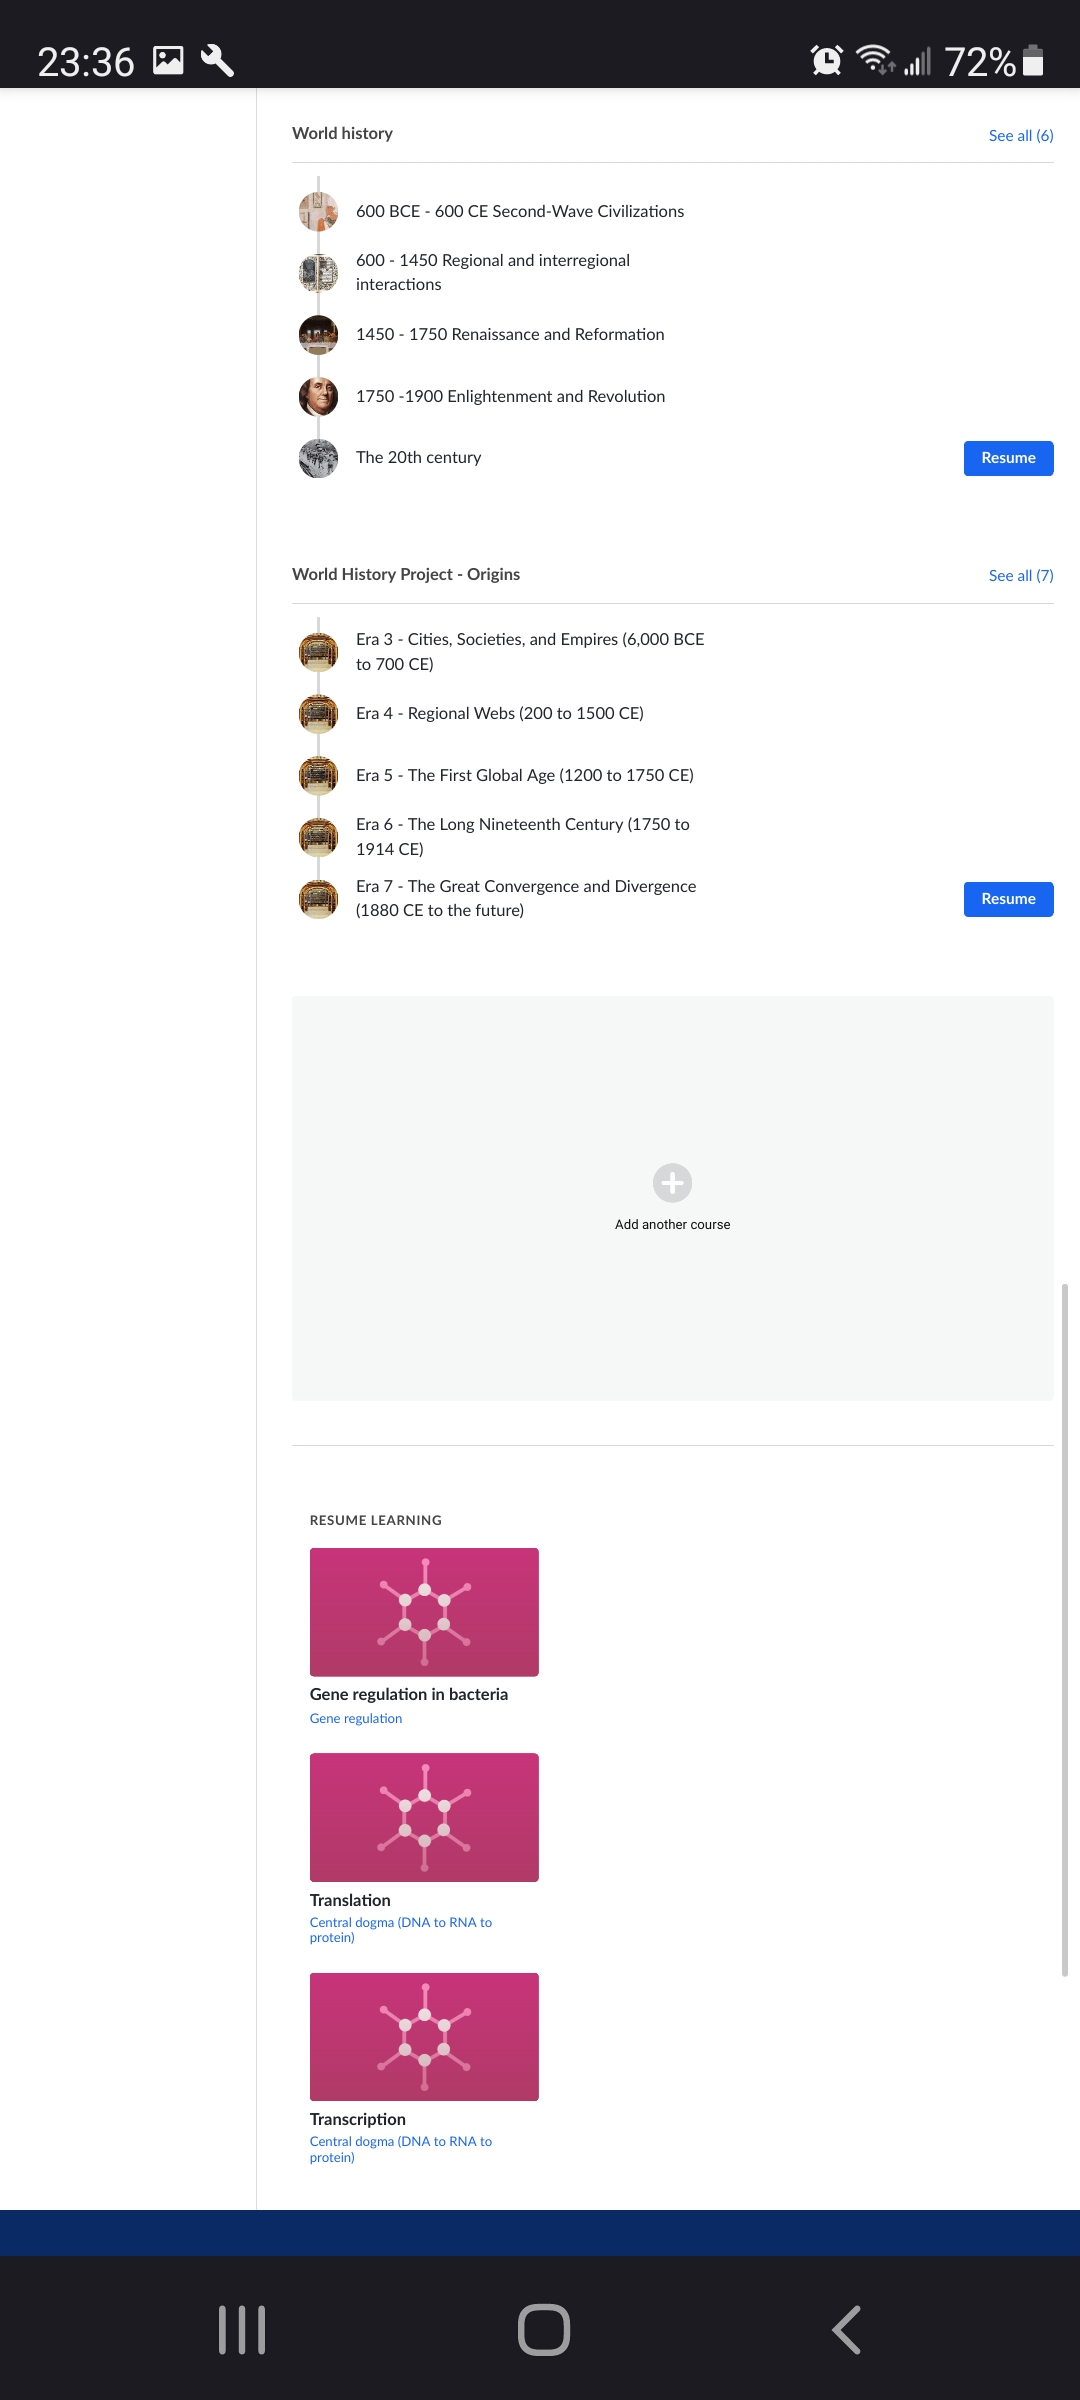 23:36
72%
World history
See all (6)
600 BCE - 600 CE Second-Wave Civilizations
600 - 1450 Regional and interregional
interactions
1450 - 1750 Renaissance and Reformation
1750 -1900 Enlightenment and Revolution
The 20th century
Resume
World History Project - Origins
See all (7)
Era 3 - Cities, Societies, and Empires (6,000 BCE
to 700 CE)
Era 4 - Regional Webs (200 to 1500 CE)
Era 5 - The First Global Age (1200 to 1750 CE)
Era 6 - The Long Nineteenth Century (1750 to
1914 CE)
Era 7 - The Great Convergence and Divergence
(1880 CE to the future)
Resume
Add another course
RESUME LEARNING
Gene regulation in bacteria
Gene regulation
Translation
Central dogma (DNA to RNA to
protein)
Transcription
Central dogma (DNA to RNA to
protein)